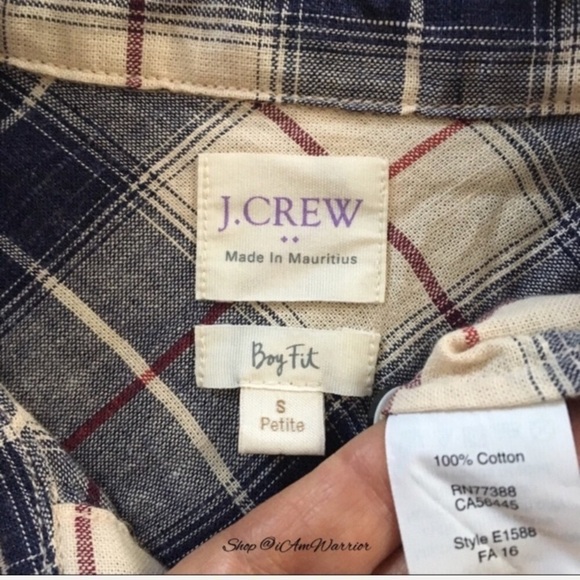 J.CREW
Made In Mauritius
Boy Fit
S
Petite
100% Cotton
RN77388
CA56445
Style E1588
FA 16
Shop @iAmWarrior